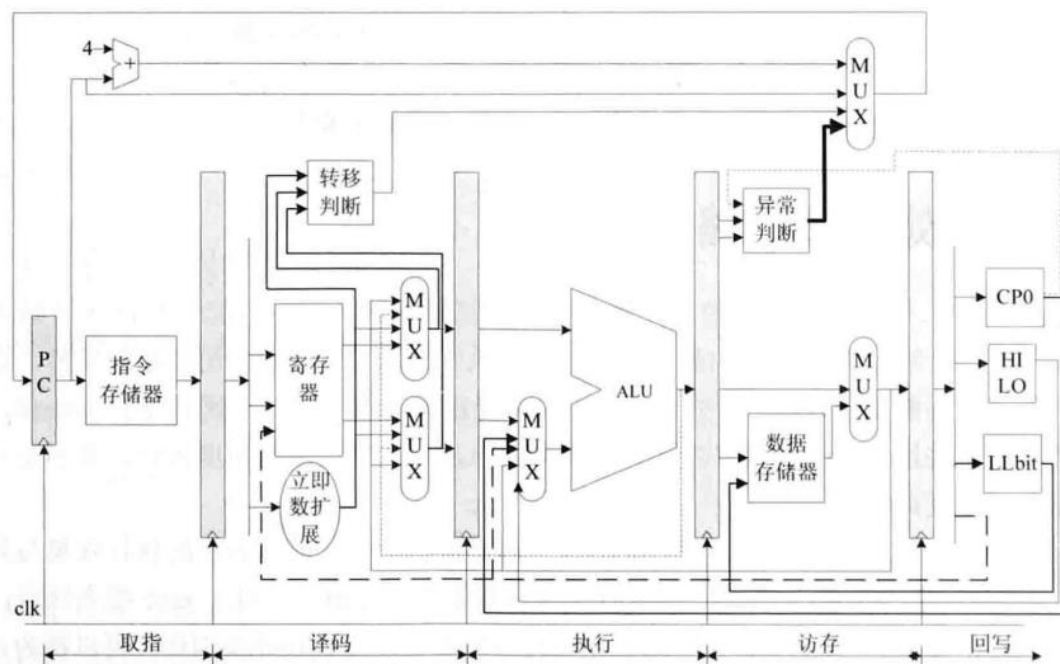 4
+
M
U
X
转移
判断
异常
判断
P
C
指令
存储器
寄存
器
立即
数扩
展
M
U
X
M
U
X
M
U
X
ALU
M
U
X
数据
存储器
CP0
HI
LO
LLbit
clk
取指
译码
执行
访存
回写